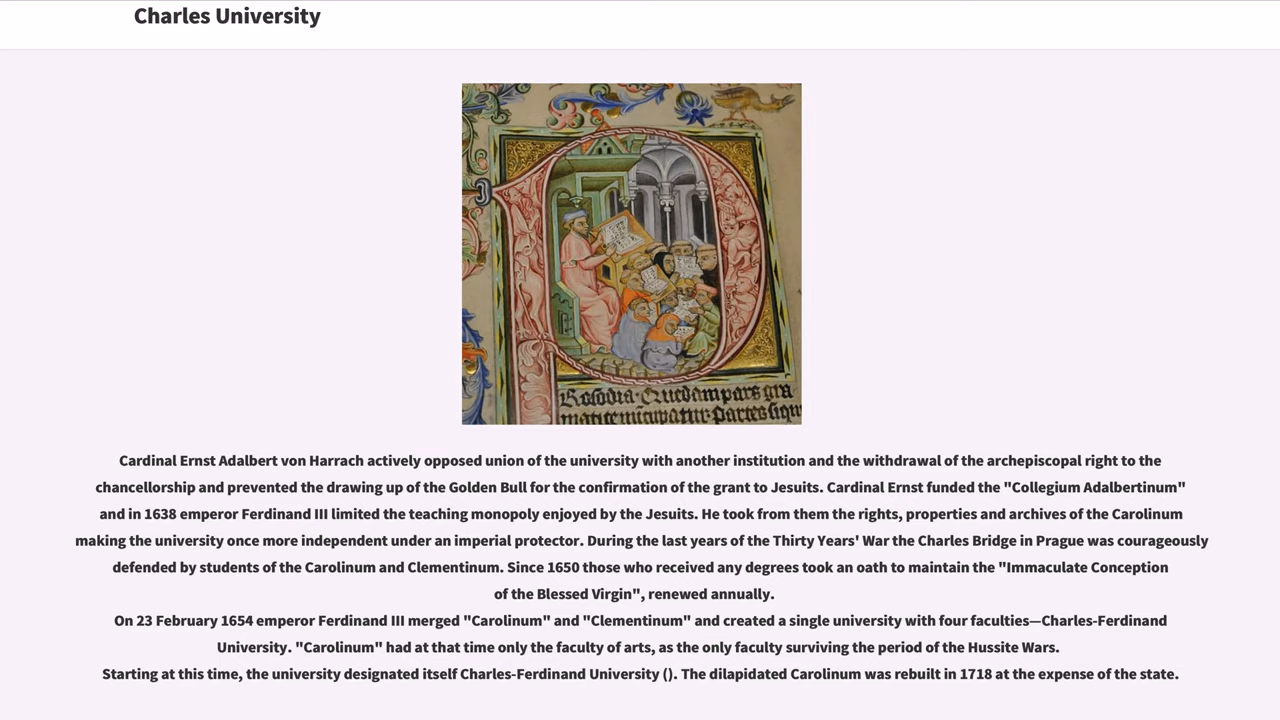 Charles University
Rosodia. Quedam pars gra
Cardinal Ernst Adalbert von Harrach actively opposed union of the university with another institution and the withdrawal of the archepiscopal right to the
chancellorship and prevented the drawing up of the Golden Bull for the confirmation of the grant to Jesuits. Cardinal Ernst funded the "Collegium Adalbertinum"
and in 1638 emperor Ferdinand III limited the teaching monopoly enjoyed by the Jesuits. He took from them the rights, properties and archives of the Carolinum
making the university once more independent under an imperial protector. During the last years of the Thirty Years' War the Charles Bridge in Prague was courageously
defended by students of the Carolinum and Clementinum. Since 1650 those who received any degrees took an oath to maintain the "Immaculate Conception
of the Blessed Virgin", renewed annually.
On 23 February 1654 emperor Ferdinand III merged "Carolinum" and "Clementinum" and created a single university with four faculties—Charles-Ferdinand
University. "Carolinum" had at that time only the faculty of arts, as the only faculty surviving the period of the Hussite Wars.
Starting at this time, the university designated itself Charles-Ferdinand University (). The dilapidated Carolinum was rebuilt in 1718 at the expense of the state.